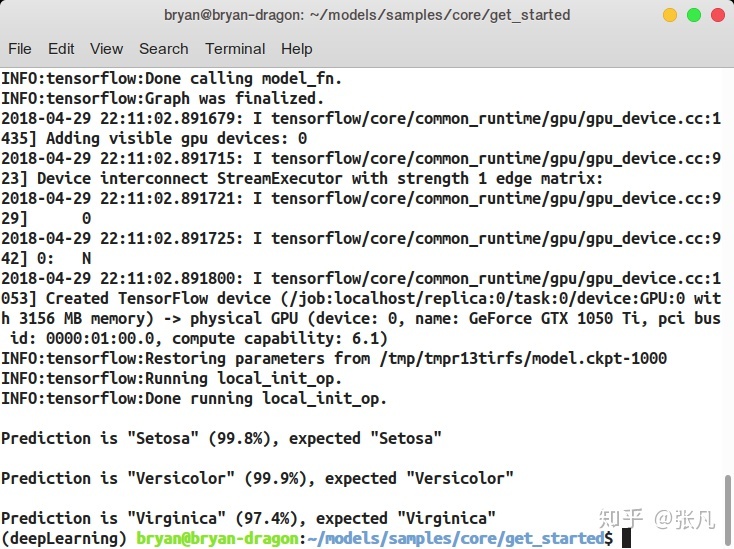 bryan@bryan-dragon: ~/models/samples/core/get_started
File Edit View Search Terminal Help
INFO:tensorflow:Done calling model_fn.
INFO:tensorflow:Graph was finalized.
2018-04-29 22:11:02.891679: I tensorflow/core/common_runtime/gpu/gpu_device.cc:1
435] Adding visible gpu devices: 0
2018-04-29 22:11:02.891715: I tensorflow/core/common_runtime/gpu/gpu_device.cc:9
23] Device interconnect StreamExecutor with strength 1 edge matrix:
2018-04-29 22:11:02.891721: I tensorflow/core/common_runtime/gpu/gpu_device.cc:9
29]      0
2018-04-29 22:11:02.891725: I tensorflow/core/common_runtime/gpu/gpu_device.cc:9
42] 0:   N
2018-04-29 22:11:02.891800: I tensorflow/core/common_runtime/gpu/gpu_device.cc:1
053] Created TensorFlow device (/job:localhost/replica:0/task:0/device:GPU:0 wit
h 3156 MB memory) -> physical GPU (device: 0, name: GeForce GTX 1050 Ti, pci bus
 id: 0000:01:00.0, compute capability: 6.1)
INFO:tensorflow:Restoring parameters from /tmp/tmpr13tirfs/model.ckpt-1000
INFO:tensorflow:Running local_init_op.
INFO:tensorflow:Done running local_init_op.
Prediction is "Setosa" (99.8%), expected "Setosa"
Prediction is "Versicolor" (99.9%), expected "Versicolor"
Prediction is "Virginica" (97.4%), expected "Virginica"
知乎 @张凡
(deepLearning) bryan@bryan-dragon:~/models/samples/core/get_started$